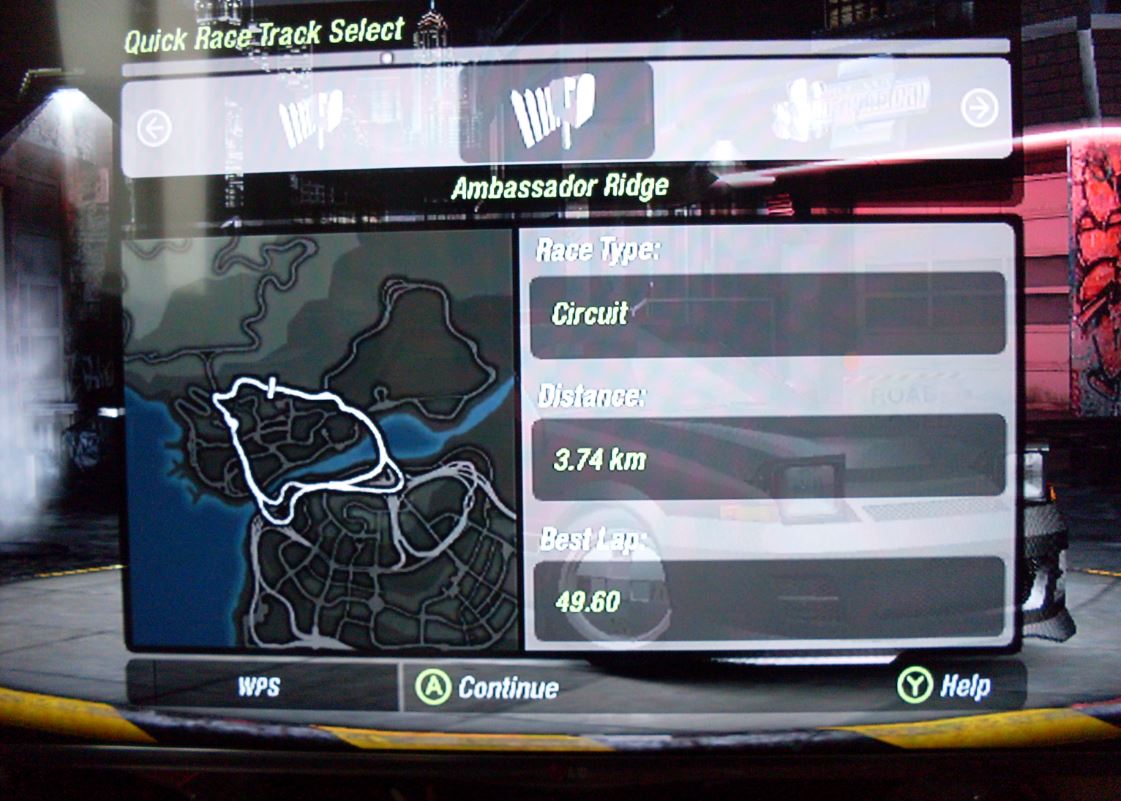 Quick Race Track Select
Ambassador Ridge
Race Type:
Circuit
Distance:
3.74 km
ROAD
Best Lap:
49.60
WPS
A Continue
Y Help